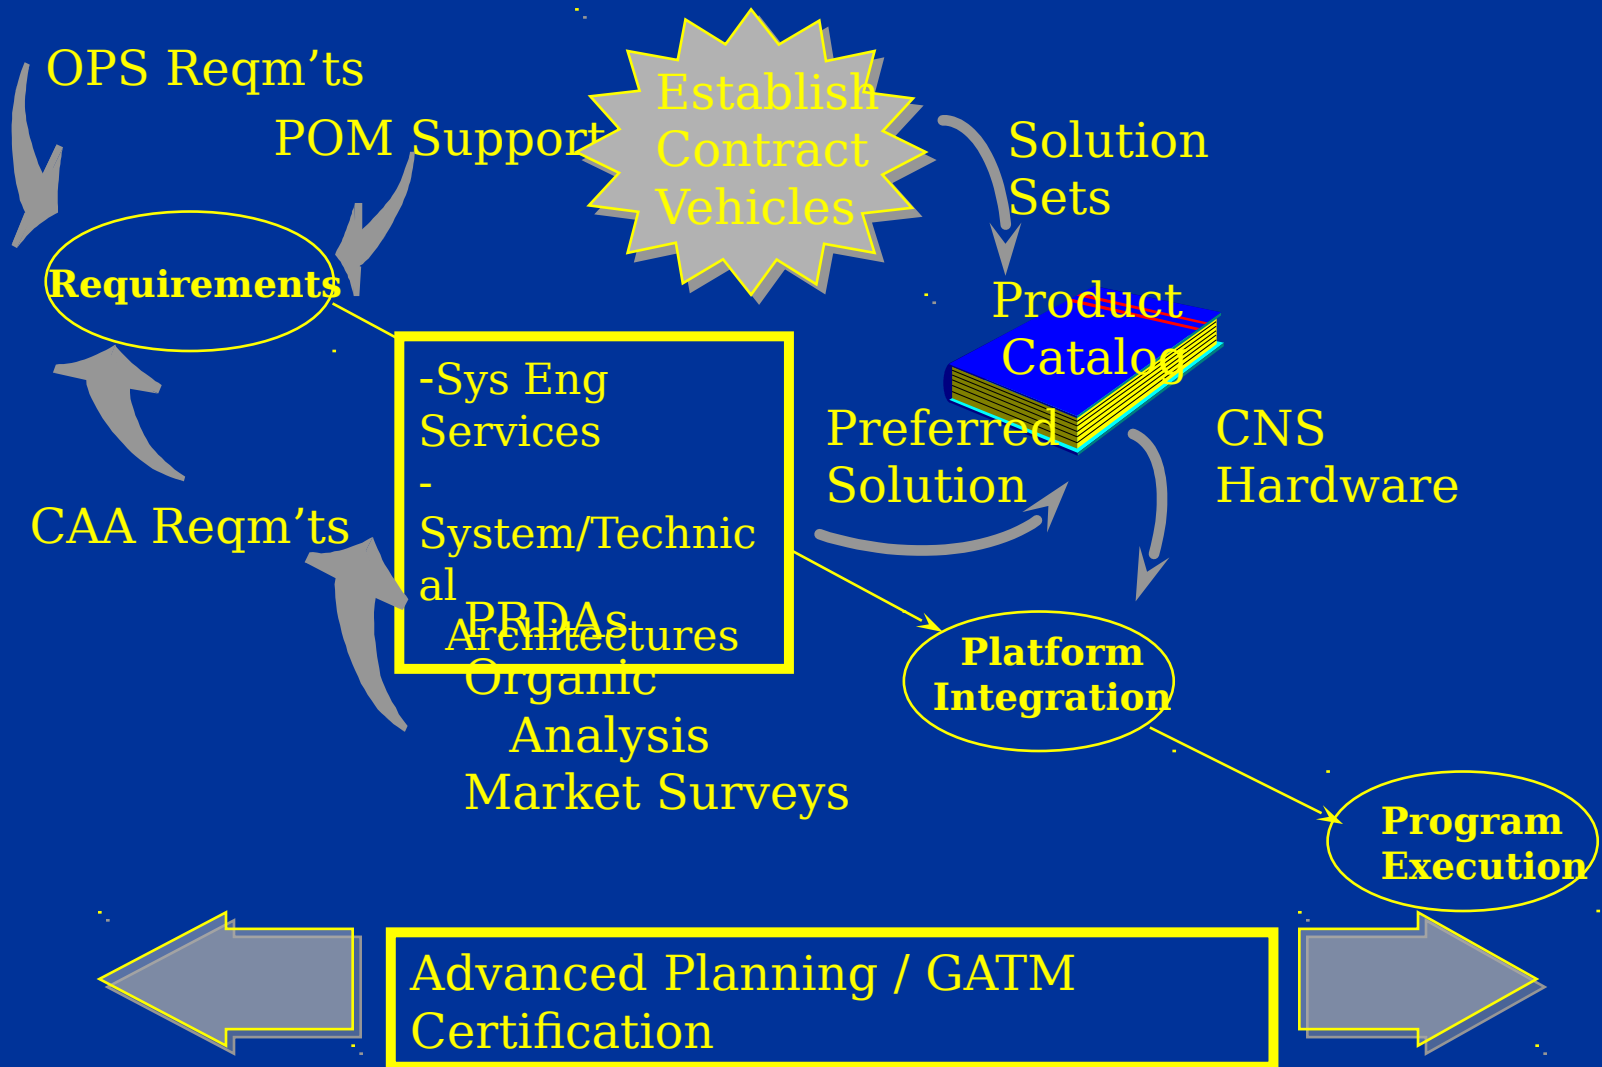 OPS Reqm’ts
POM Support
Establish
Contract
Vehicles
Solution
Sets
Requirements
Product
Catalog
-Sys Eng
Services
-
System/Technic
al
Architectures
Preferred
Solution
CNS
Hardware
CAA Reqm’ts
PRDAs
Organic
Analysis
Market Surveys
Platform
Integration
Program
Execution
Advanced Planning / GATM
Certification